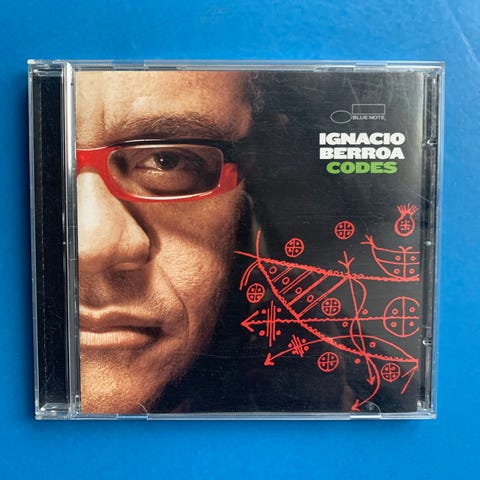 BLUE NOTE
IGNACIO
BERROA
CODES